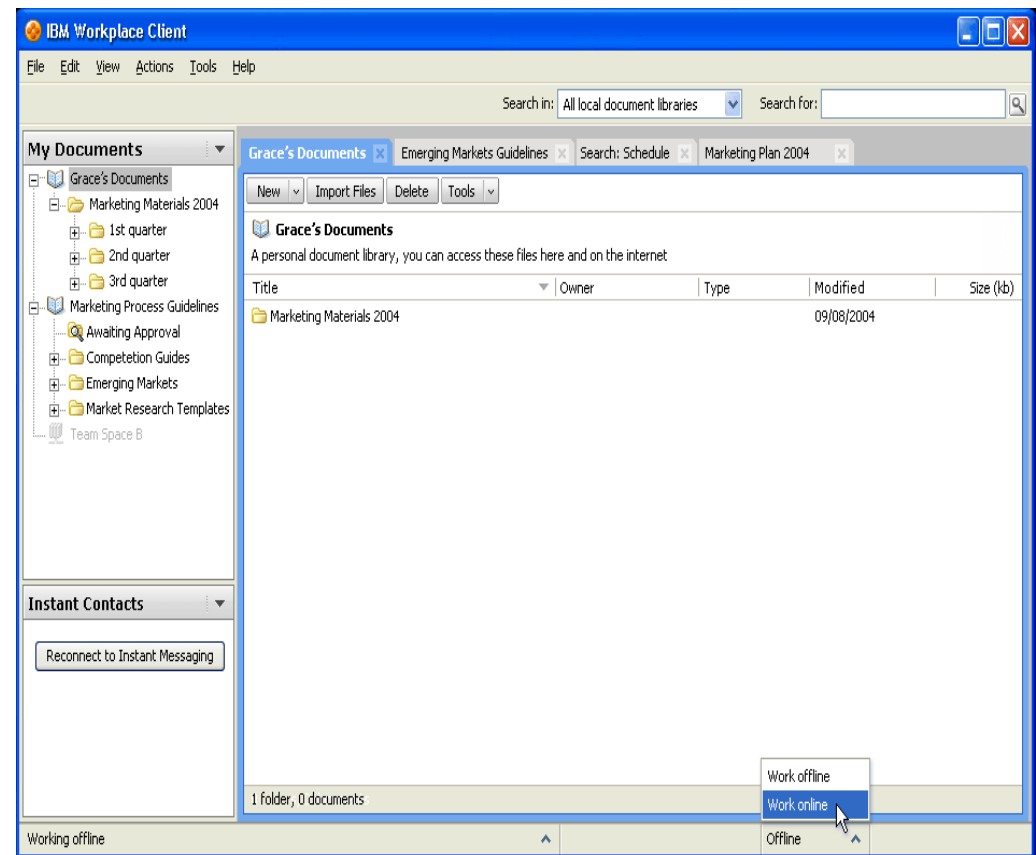 IBM Workplace Client
File Edit View Actions Tools Help
Search in: All local document libraries Search for:
My Documents
Grace's Documents
Marketing Materials 2004
1st quarter
2nd quarter
3rd quarter
Marketing Process Guidelines
Awaiting Approval
Competetion Guides
Emerging Markets
Market Research Templates
Team Space B
Instant Contacts
Reconnect to Instant Messaging
Grace's Documents Emerging Markets Guidelines Search: Schedule Marketing Plan 2004
New Import Files Delete Tools
Grace's Documents
A personal document library, you can access these files here and on the internet
Title Owner Type Modified Size (kb)
Marketing Materials 2004 09/08/2004
1 folder, 0 documents
Work offline
Work online
Working offline Offline